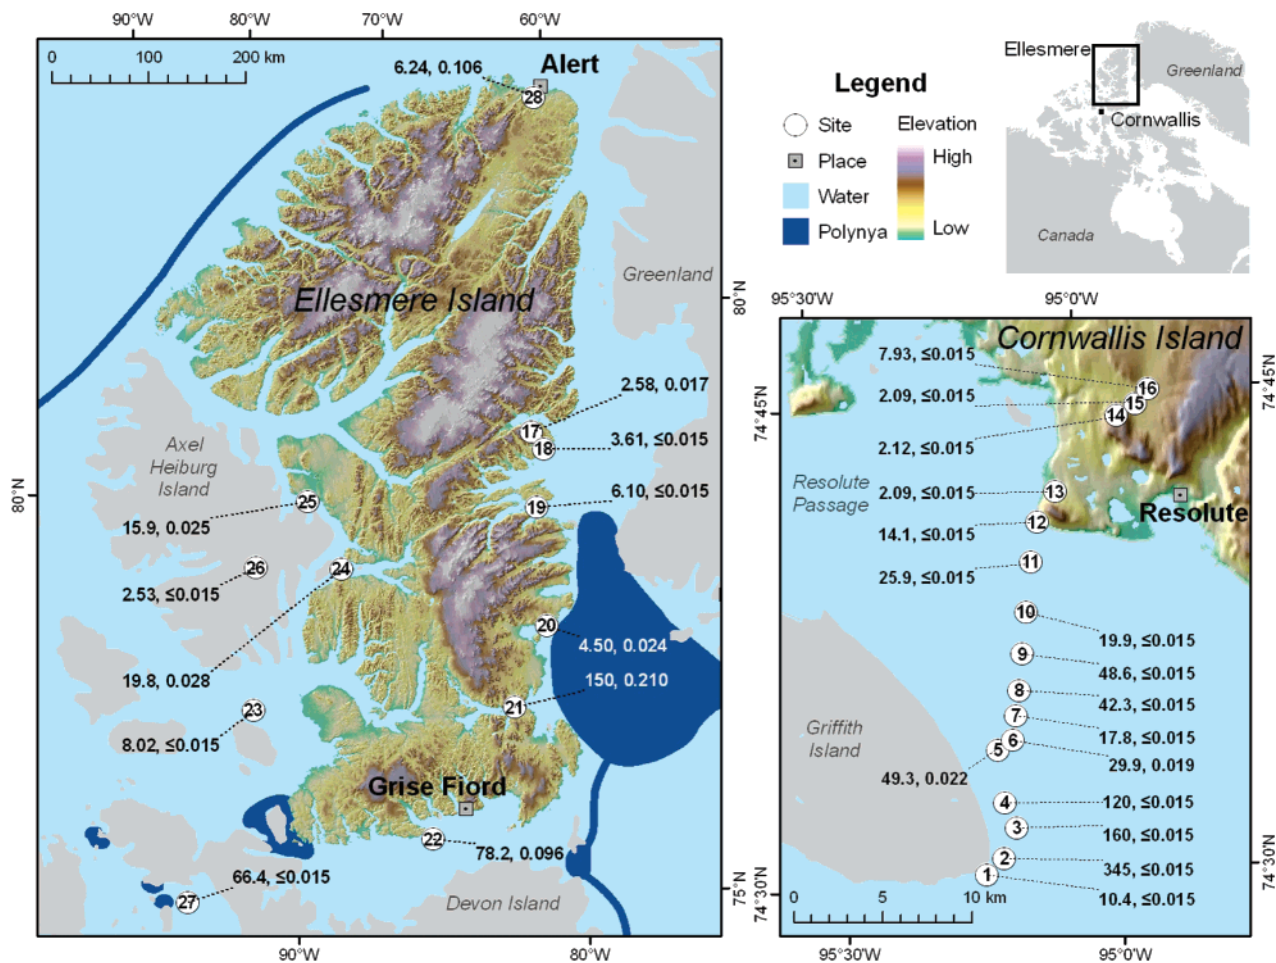 90°W 80°W 70°W 60°W
0 100 200 km
6.24, 0.106
Alert
28
Ellesmere Island
Greenland
80°N
2.58, 0.017
17
3.61, ≤0.015
18
Axel
Heiburg
Island
80°N
6.10, ≤0.015
19
25
15.9, 0.025
26
24
2.53, ≤0.015
20
4.50, 0.024
19.8, 0.028
150, 0.210
21
23
8.02, ≤0.015
Grise Fiord
22
78.2, 0.096
66.4, ≤0.015
27
Devon Island
75°N
90°W 80°W
Legend
Site
Place
Water
Polynya
Elevation
High
Low
Ellesmere
Greenland
Cornwallis
Canada
95°30'W 95°0'W
Cornwallis Island
7.93, ≤0.015
16
2.09, ≤0.015
15
14
74°45'N
74°45'N
2.12, ≤0.015
Resolute
Passage
2.09, ≤0.015
13
Resolute
14.1, ≤0.015
12
25.9, ≤0.015
11
10
19.9, ≤0.015
9
48.6, ≤0.015
8
42.3, ≤0.015
7
17.8, ≤0.015
Griffith
Island
5
6
29.9, ≤0.019
49.3, 0.022
4
120, ≤0.015
3
160, ≤0.015
2
345, ≤0.015
1
10.4, ≤0.015
74°30'N
74°30'N
0 5 10 km
95°30'W 95°0'W